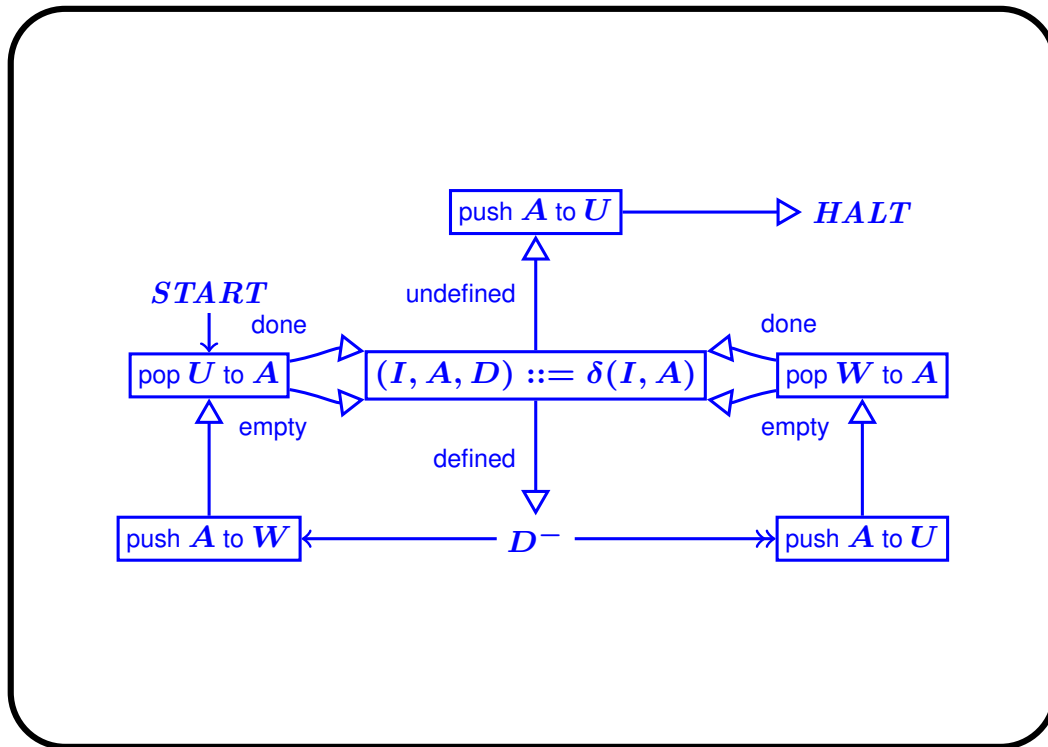 push A to U
HALT
undefined
START
done
done
pop U to A
(I, A, D) ::= δ(I, A)
pop W to A
empty
empty
defined
push A to W
D−
push A to U